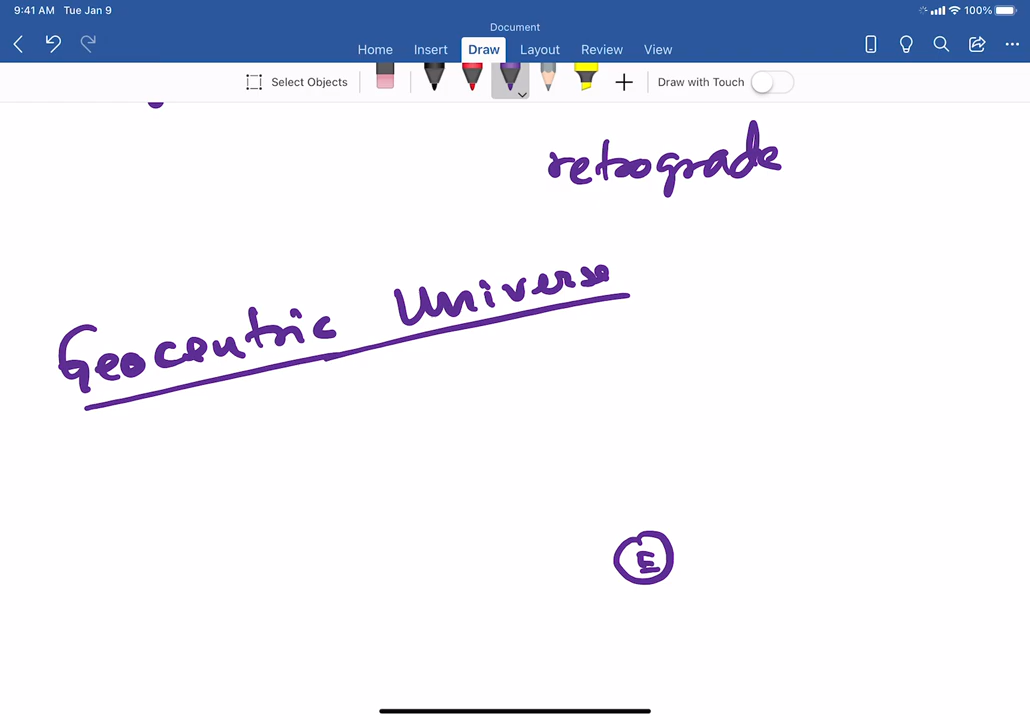 9:41 AM Tue Jan 9 100%
Document
Home Insert Draw Layout Review View
Select Objects Draw with Touch
retrograde
Geocentric Universe
E